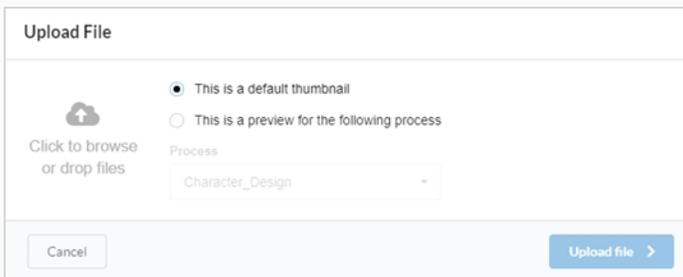 Upload File
This is a default thumbnail
This is a preview for the following process
Click to browse
or drop files
Process
Character_Design
Cancel
Upload file